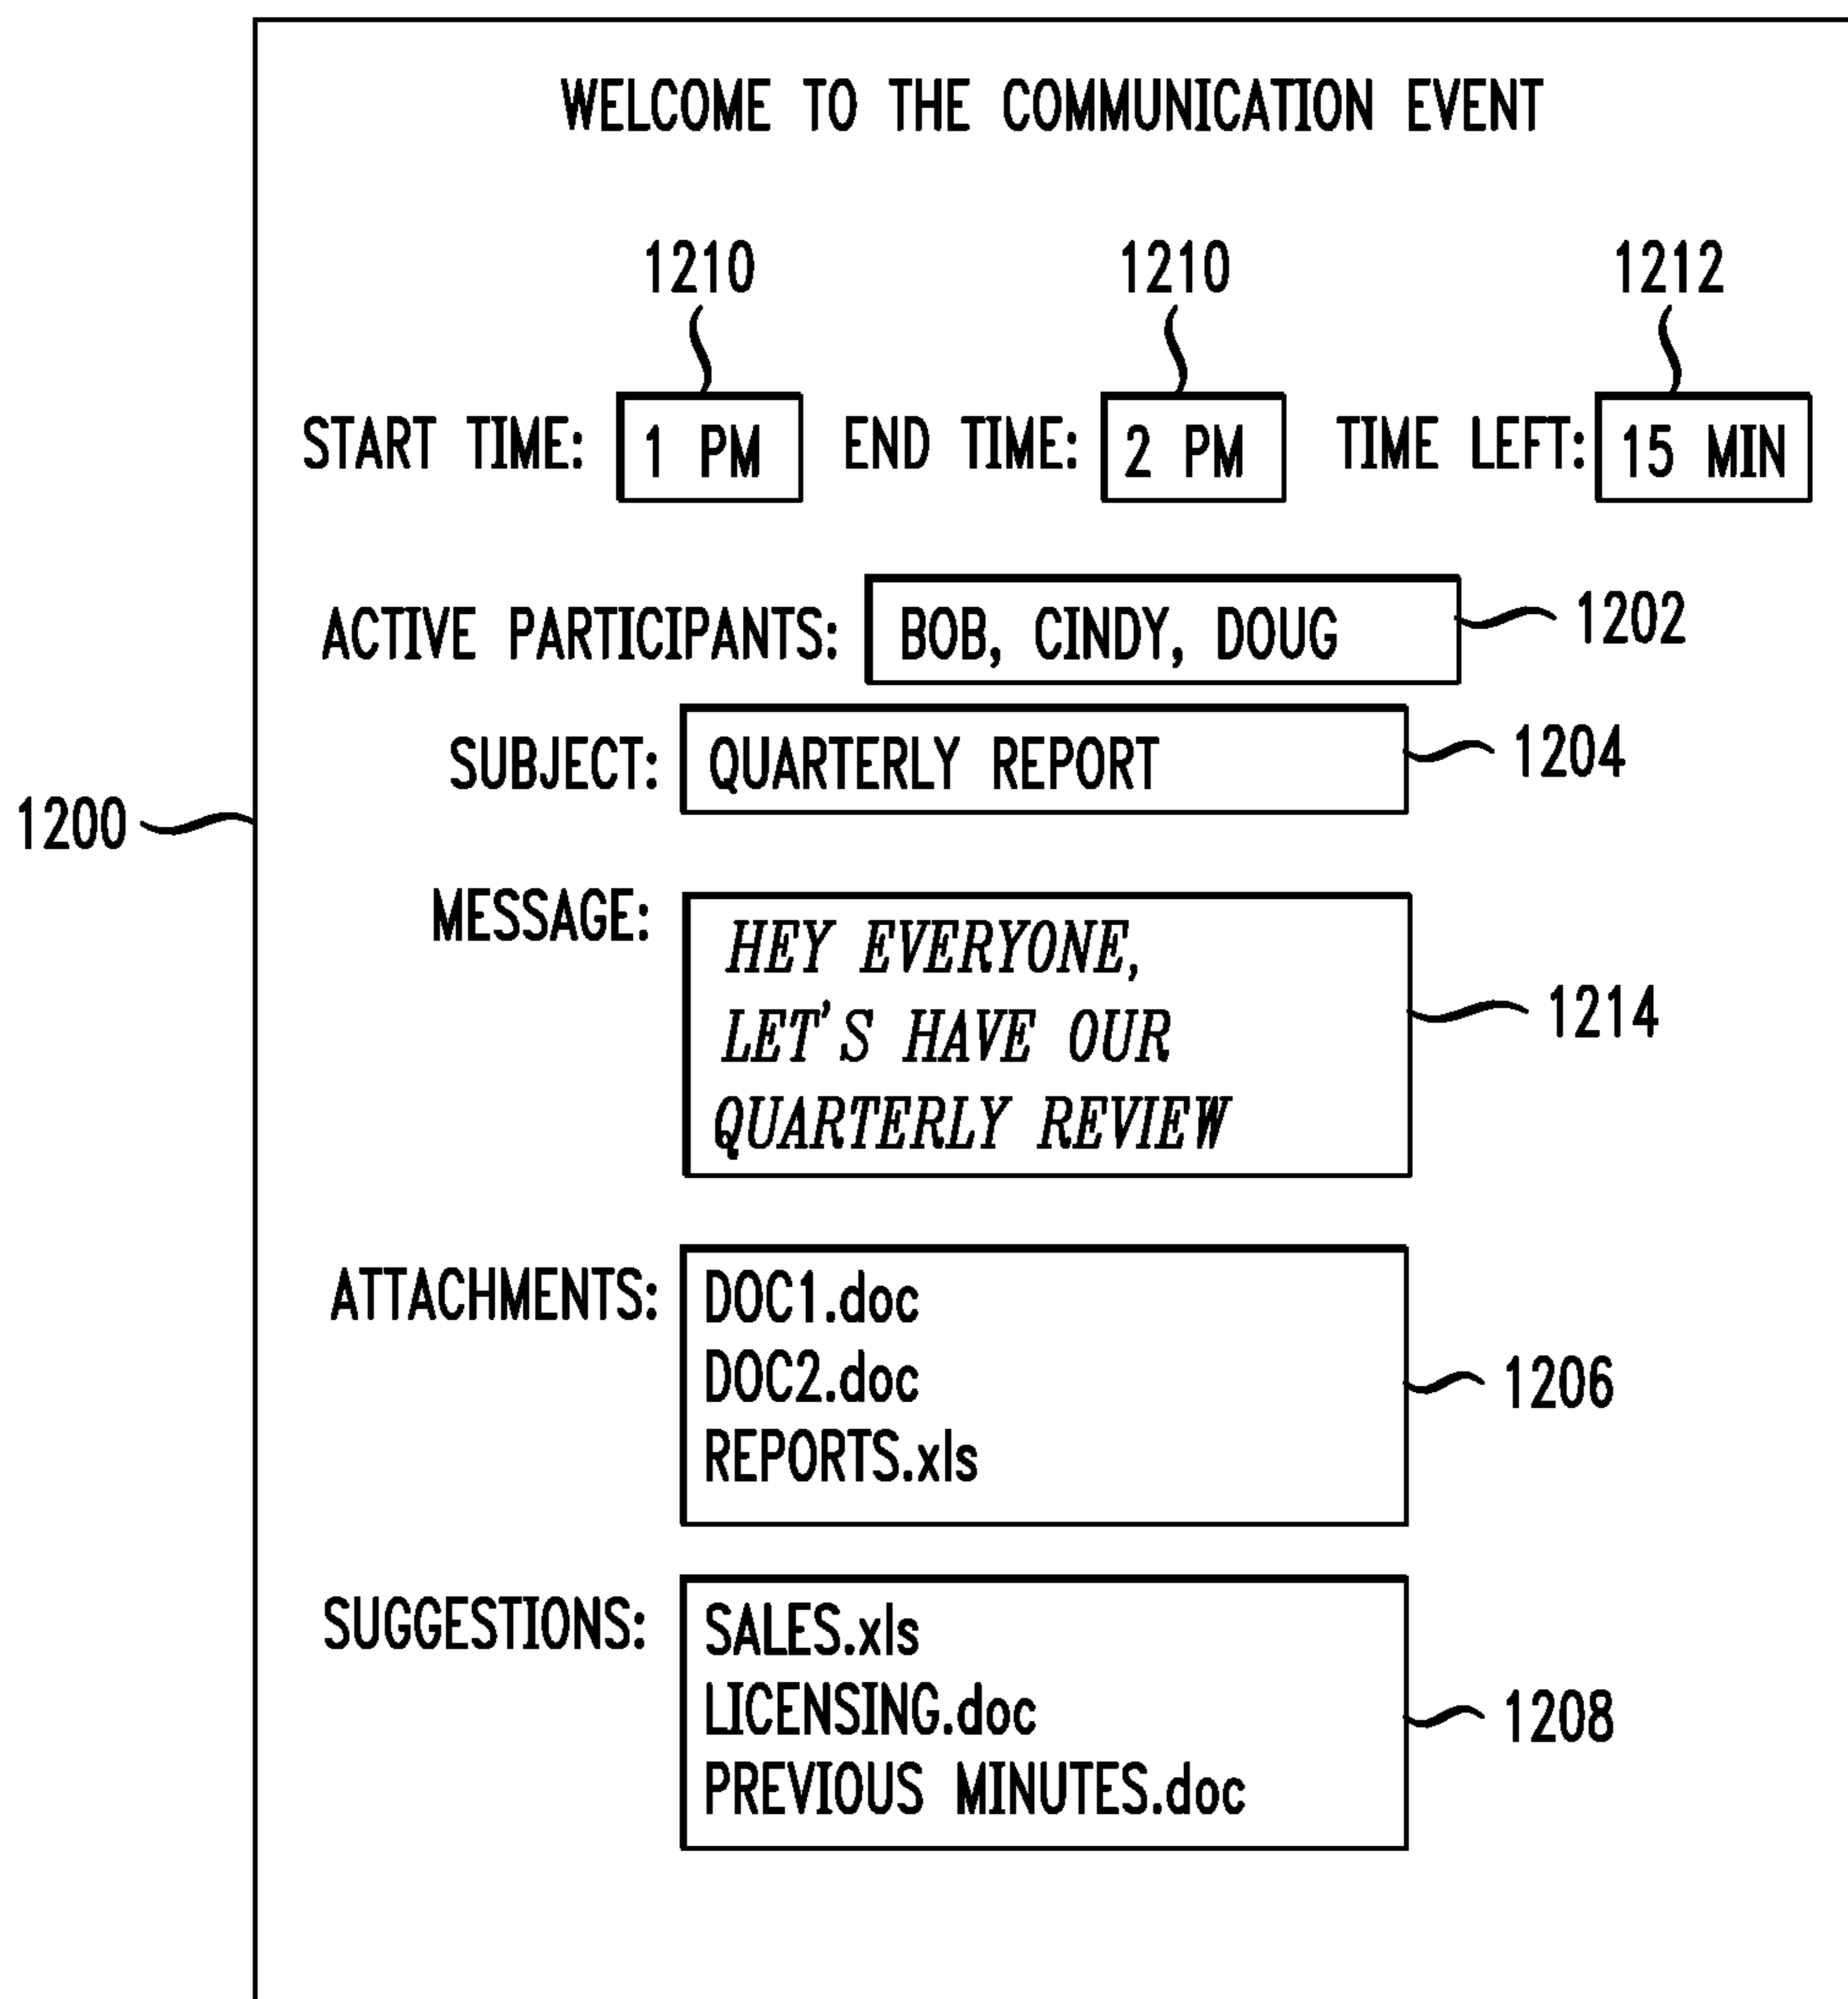 WELCOME TO THE COMMUNICATION EVENT
1210 1210 1212
START TIME: 1 PM END TIME: 2 PM TIME LEFT: 15 MIN
ACTIVE PARTICIPANTS: BOB, CINDY, DOUG 1202
SUBJECT: QUARTERLY REPORT 1204
1200
MESSAGE: HEY EVERYONE,
LET'S HAVE OUR 1214
QUARTERLY REVIEW
ATTACHMENTS: DOC1.doc
DOC2.doc 1206
REPORTS.xls
SUGGESTIONS: SALES.xls
LICENSING.doc 1208
PREVIOUS MINUTES.doc